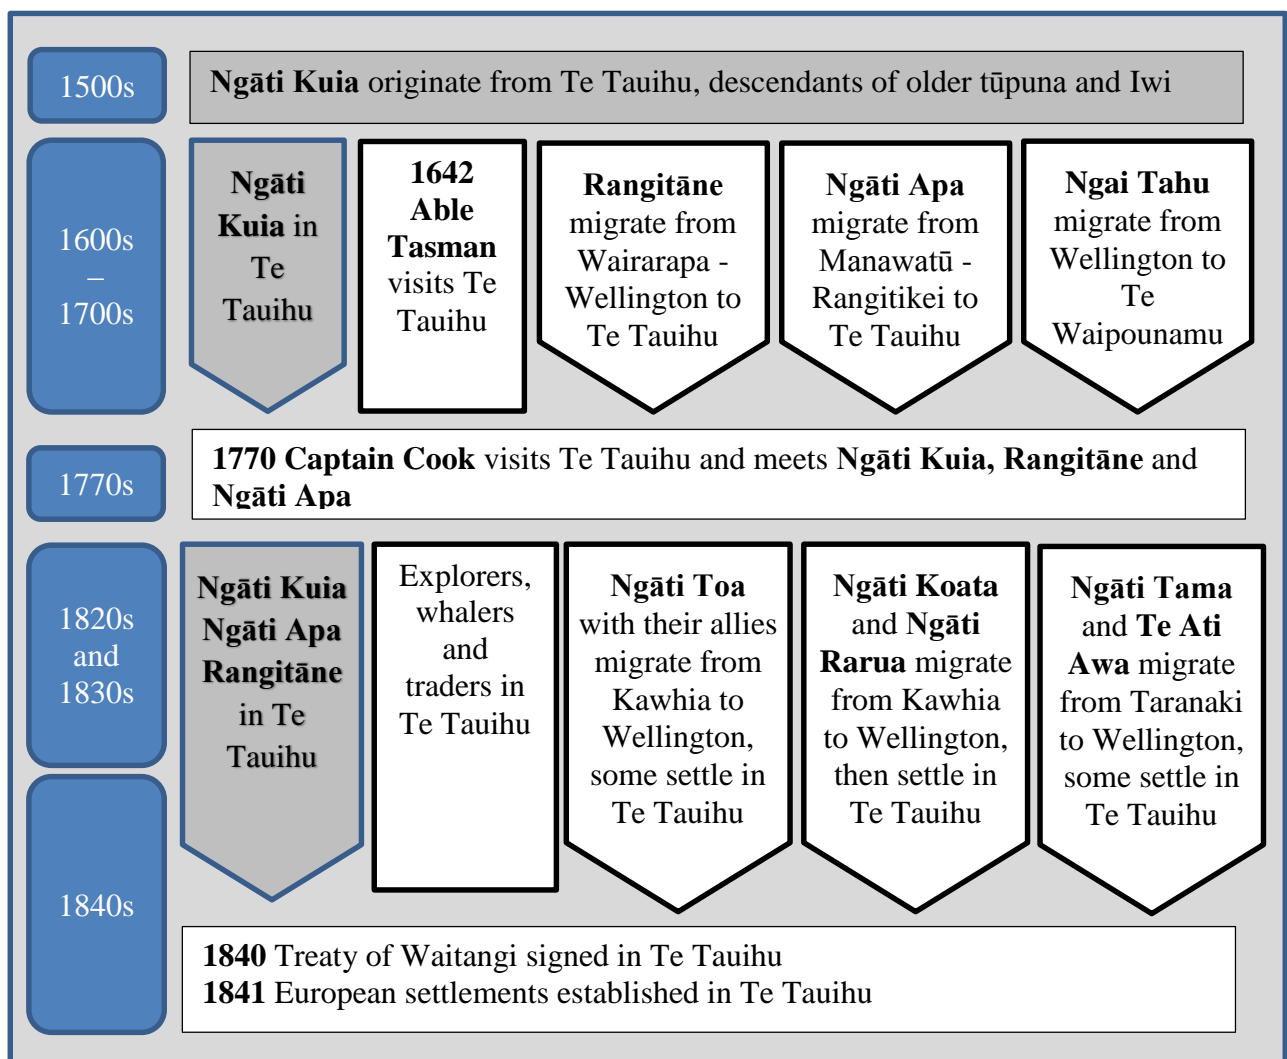 1500s
Ngāti Kuia originate from Te Tauihu, descendants of older tūpuna and Iwi
1600s
–
1700s
Ngāti
Kuia in
Te
Tauihu
1642
Able
Tasman
visits Te
Tauihu
Rangitāne
migrate from
Wairarapa -
Wellington to
Te Tauihu
Ngāti Apa
migrate from
Manawatū -
Rangitikei to
Te Tauihu
Ngai Tahu
migrate from
Wellington to
Te
Waipounamu
1770s
1770 Captain Cook visits Te Tauihu and meets Ngāti Kuia, Rangitāne and
Ngāti Apa
1820s
and
1830s
Ngāti Kuia
Ngāti Apa
Rangitāne
in Te
Tauihu
Explorers,
whalers
and
traders in
Te Tauihu
Ngāti Toa
with their allies
migrate from
Kawhia to
Wellington,
some settle in
Te Tauihu
Ngāti Koata
and Ngāti
Rarua migrate
from Kawhia
to Wellington,
then settle in
Te Tauihu
Ngāti Tama
and Te Ati
Awa migrate
from Taranaki
to Wellington,
some settle in
Te Tauihu
1840s
1840 Treaty of Waitangi signed in Te Tauihu
1841 European settlements established in Te Tauihu